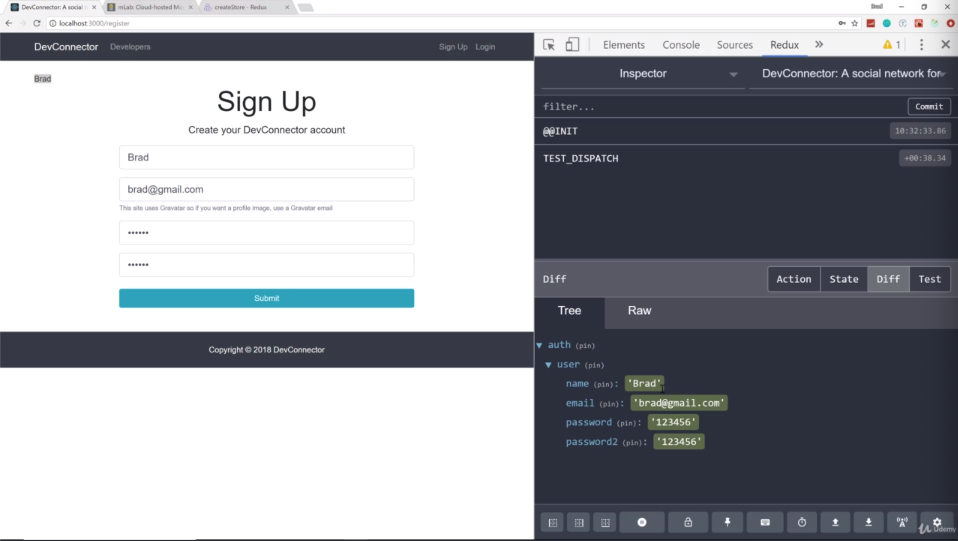 DevConnector: A social n
mLab: Cloud-hosted Mo
createStore - Redux
localhost:3000/register
DevConnector Developers Sign Up Login
Brad
Sign Up
Create your DevConnector account
Brad
brad@gmail.com
This site uses Gravatar so if you want a profile image, use a Gravatar email
••••••
••••••
Submit
Copyright © 2018 DevConnector
Elements Console Sources Redux » 1
Inspector DevConnector: A social network for
filter... Commit
@@INIT 10:32:33.86
TEST_DISPATCH +00:38.34
Diff Action State Diff Test
Tree Raw
auth (pin)
user (pin)
name (pin): 'Brad'
email (pin): 'brad@gmail.com'
password (pin): '123456'
password2 (pin): '123456'
Udemy